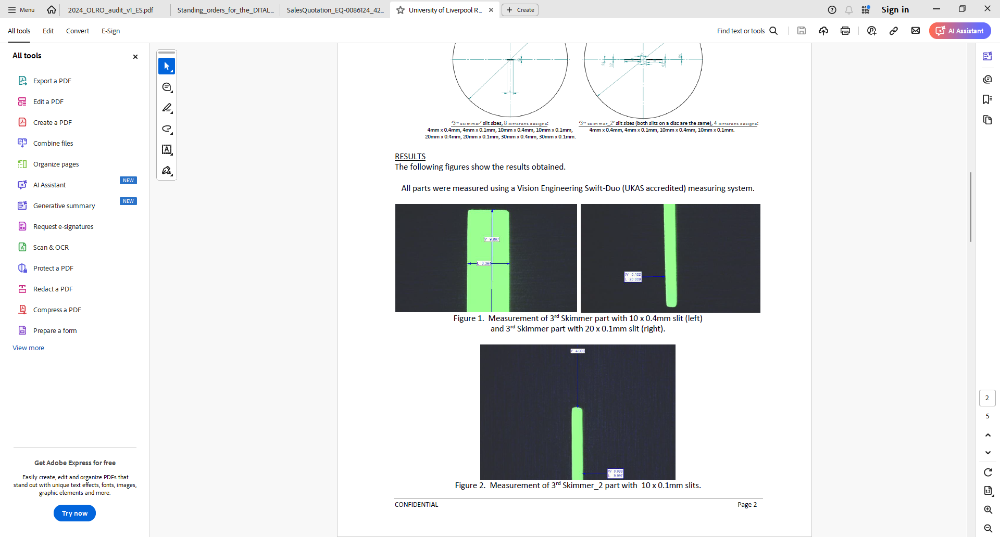 Menu
2024_OLRO_audit_v1_ES.pdf
Standing_orders_for_the_DITAL...
SalesQuotation_EQ-0086124_42...
University of Liverpool R...
Create
Sign in
All tools
Edit
Convert
E-Sign
Find text or tools
AI Assistant
All tools
Export a PDF
Edit a PDF
Create a PDF
Combine files
Organize pages
AI Assistant
NEW
Generative summary
NEW
Request e-signatures
Scan & OCR
Protect a PDF
Redact a PDF
Compress a PDF
Prepare a form
View more
Get Adobe Express for free
Easily create, edit and organize PDFs that
stand out with unique text effects, fonts, images,
graphic elements and more.
Try now
'3rd skimmer' slit sizes, 8 different designs:
4mm x 0.4mm, 4mm x 0.1mm, 10mm x 0.4mm, 10mm x 0.1mm,
20mm x 0.4mm, 20mm x 0.1mm, 30mm x 0.4mm, 30mm x 0.1mm.
'3rd skimmer_2' slit sizes (both slits on a disc are the same), 4 different designs:
4mm x 0.4mm, 4mm x 0.1mm, 10mm x 0.4mm, 10mm x 0.1mm.
RESULTS
The following figures show the results obtained.
All parts were measured using a Vision Engineering Swift-Duo (UKAS accredited) measuring system.
Y 9.997
L 0.394
W 0.102
L 20.009
Figure 1. Measurement of 3rd Skimmer part with 10 x 0.4mm slit (left)
and 3rd Skimmer part with 20 x 0.1mm slit (right).
Y 4.003
W 0.099
L 9.997
Figure 2. Measurement of 3rd Skimmer_2 part with 10 x 0.1mm slits.
CONFIDENTIAL
Page 2
2
5